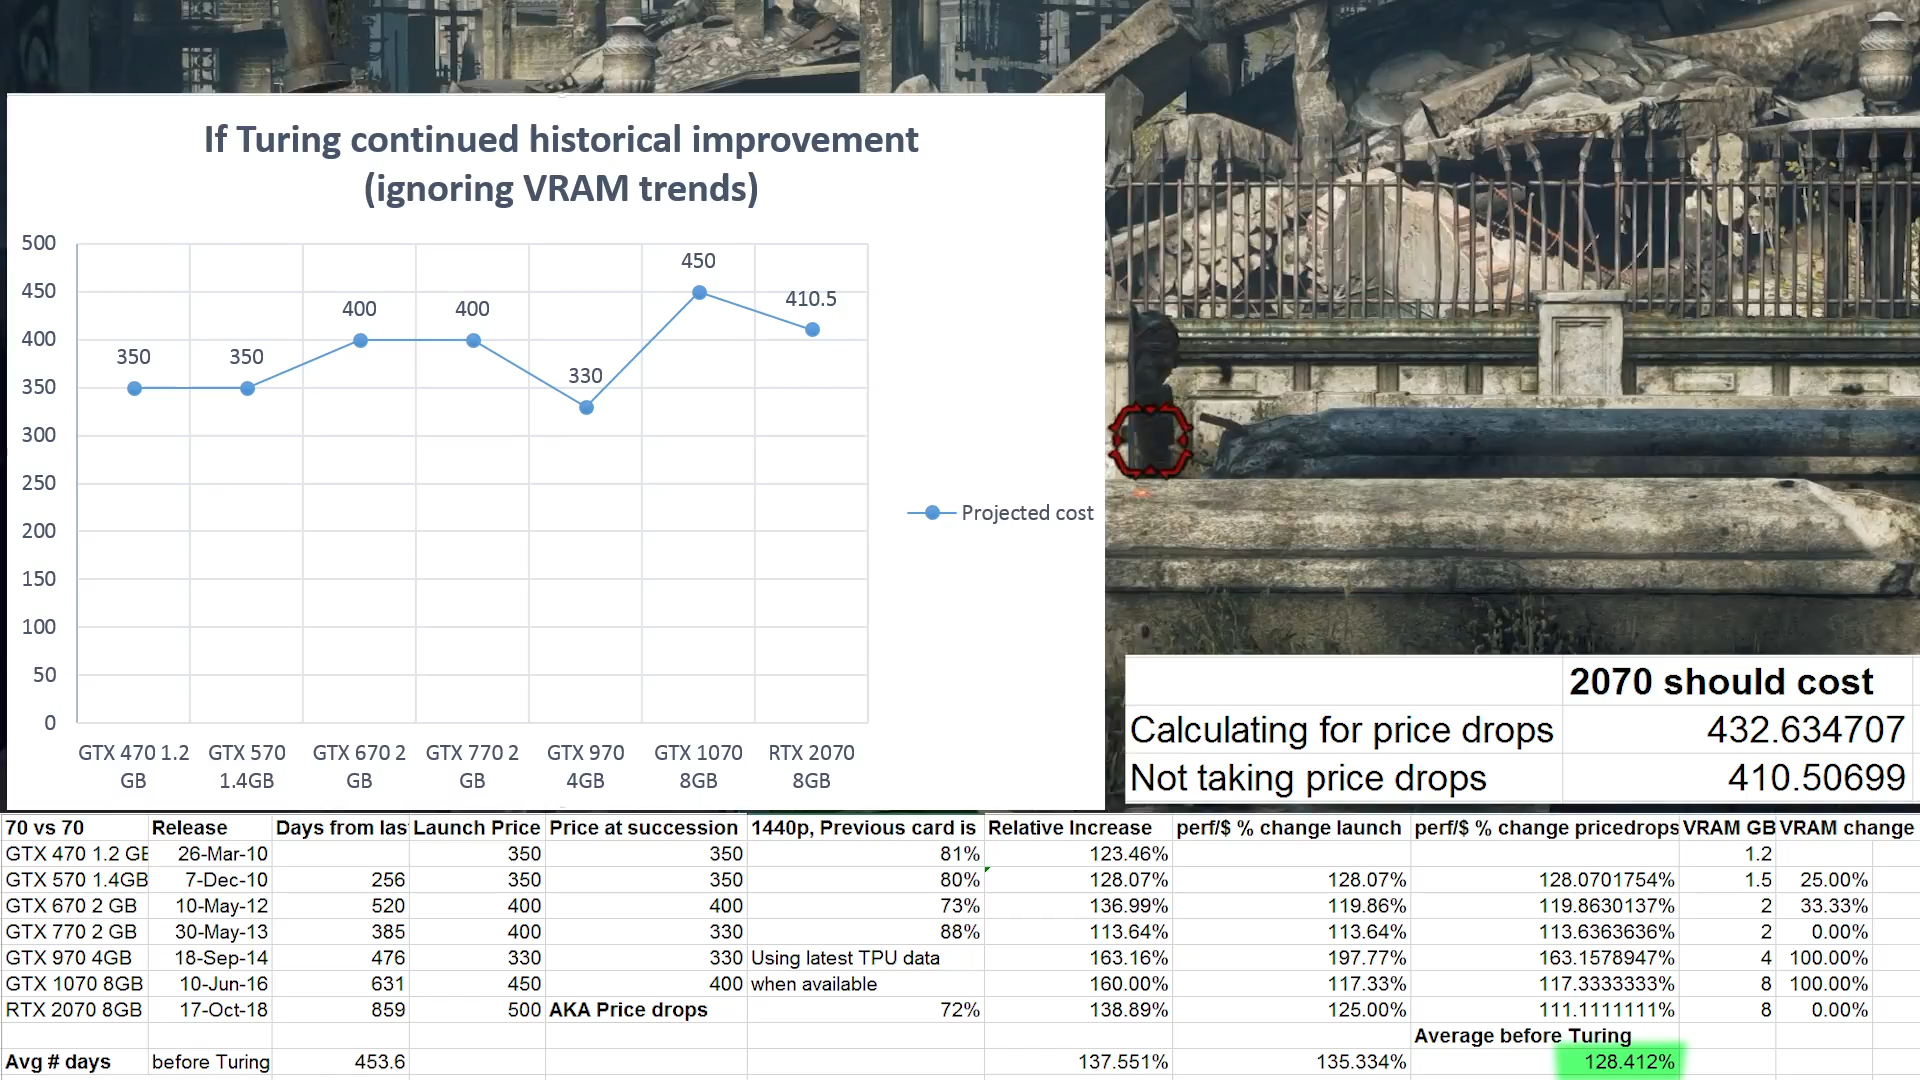 If Turing continued historical improvement
(ignoring VRAM trends)
500
450
400
350
300
250
200
150
100
50
0
350
350
400
400
330
450
410.5
Projected cost
GTX 470 1.2 GB
GTX 570 1.4GB
GTX 670 2 GB
GTX 770 2 GB
GTX 970 4GB
GTX 1070 8GB
RTX 2070 8GB
2070 should cost
Calculating for price drops 432.634707
Not taking price drops 410.50699
70 vs 70 Release Days from las Launch Price Price at succession 1440p, Previous card is Relative Increase perf/$ % change launch perf/$ % change pricedrops VRAM GB VRAM change
GTX 470 1.2 GB 26-Mar-10 350 350 81% 123.46% 1.2
GTX 570 1.4GB 7-Dec-10 256 350 350 80% 128.07% 128.07% 128.0701754% 1.5 25.00%
GTX 670 2 GB 10-May-12 520 400 400 73% 136.99% 119.86% 119.8630137% 2 33.33%
GTX 770 2 GB 30-May-13 385 400 330 88% 113.64% 113.64% 113.6363636% 2 0.00%
GTX 970 4GB 18-Sep-14 476 330 330 Using latest TPU data 163.16% 197.77% 163.1578947% 4 100.00%
GTX 1070 8GB 10-Jun-16 631 450 400 when available 160.00% 117.33% 117.3333333% 8 100.00%
RTX 2070 8GB 17-Oct-18 859 500 AKA Price drops 72% 138.89% 125.00% 111.1111111% 8 0.00%
Average before Turing
Avg # days before Turing 453.6 137.551% 135.334% 128.412%